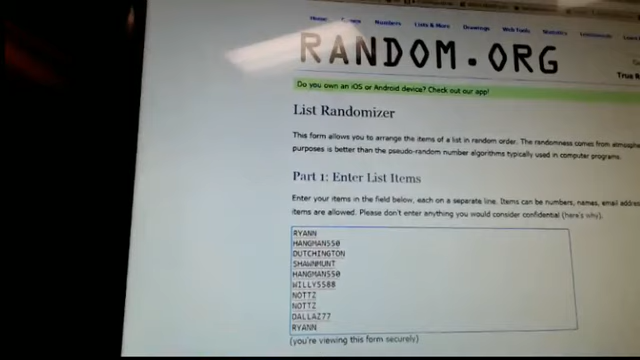 Home Games Numbers Lists & More Drawings Web Tools Statistics
RANDOM.ORG
True R
Do you own an iOS or Android device? Check out our app!
List Randomizer
This form allows you to arrange the items of a list in random order. The randomness comes from atmosphe
purposes is better than the pseudo-random number algorithms typically used in computer programs.
Part 1: Enter List Items
Enter your items in the field below, each on a separate line. Items can be numbers, names, email addres
items are allowed. Please don't enter anything you would consider confidential (here's why).
RYANN
HANGMAN550
DUTCHINGTON
SHAWNMUNT
HANGMAN550
WILLY5588
NOTTZ
NOTTZ
DALLAZ77
RYANN
(you're viewing this form securely)